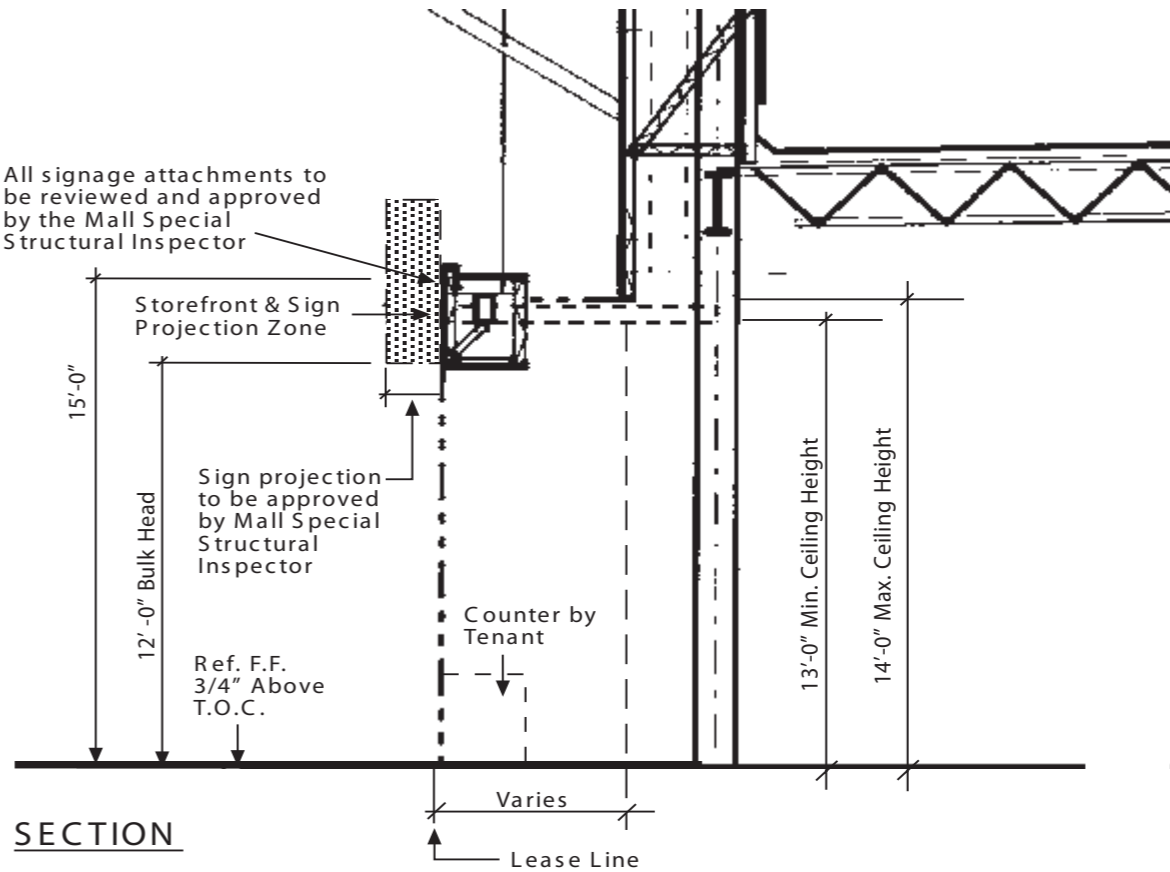 All signage attachments to
be reviewed and approved
by the Mall Special
Structural Inspector
Storefront & Sign
Projection Zone
15'-0"
12' -0" Bulk Head
Sign projection
to be approved
by Mall Special
Structural
Inspector
Ref. F.F.
3/4" Above
T.O.C.
Counter by
Tenant
13'-0" Min. Ceiling Height
14'-0" Max. Ceiling Height
Varies
SECTION
Lease Line